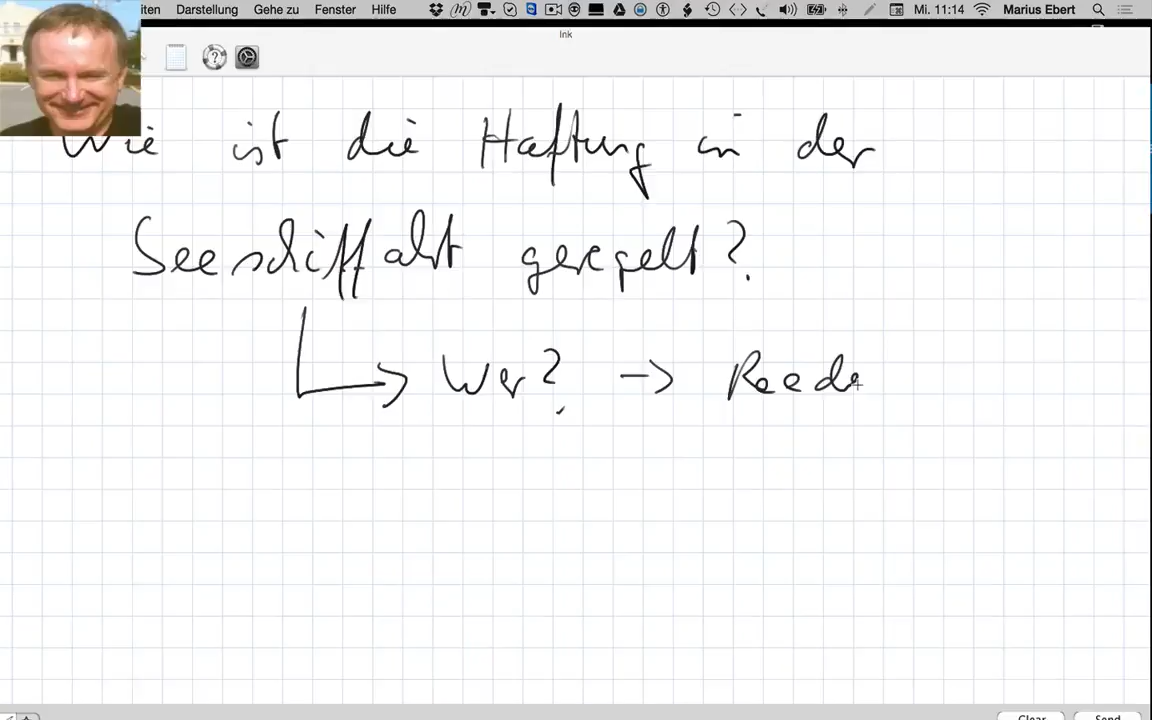 iten Darstellung Gehe zu Fenster Hilfe Mi. 11:14 Marius Ebert
Ink
Wie ist die Haftung in der
Seeschiffahrt geregelt?
Wer? -> Reede
Clear Send